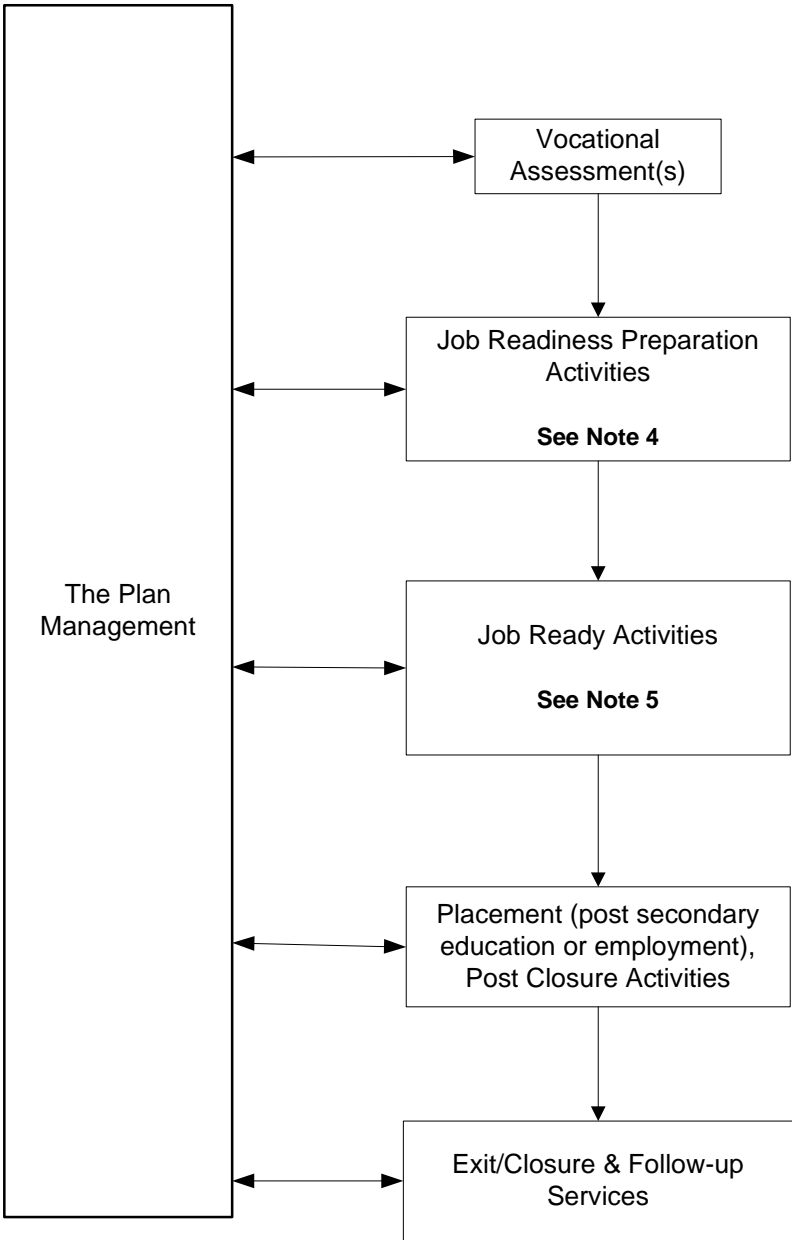 Vocational
Assessment(s)
Job Readiness Preparation
Activities
See Note 4
The Plan
Management
Job Ready Activities
See Note 5
Placement (post secondary
education or employment),
Post Closure Activities
Exit/Closure & Follow-up
Services